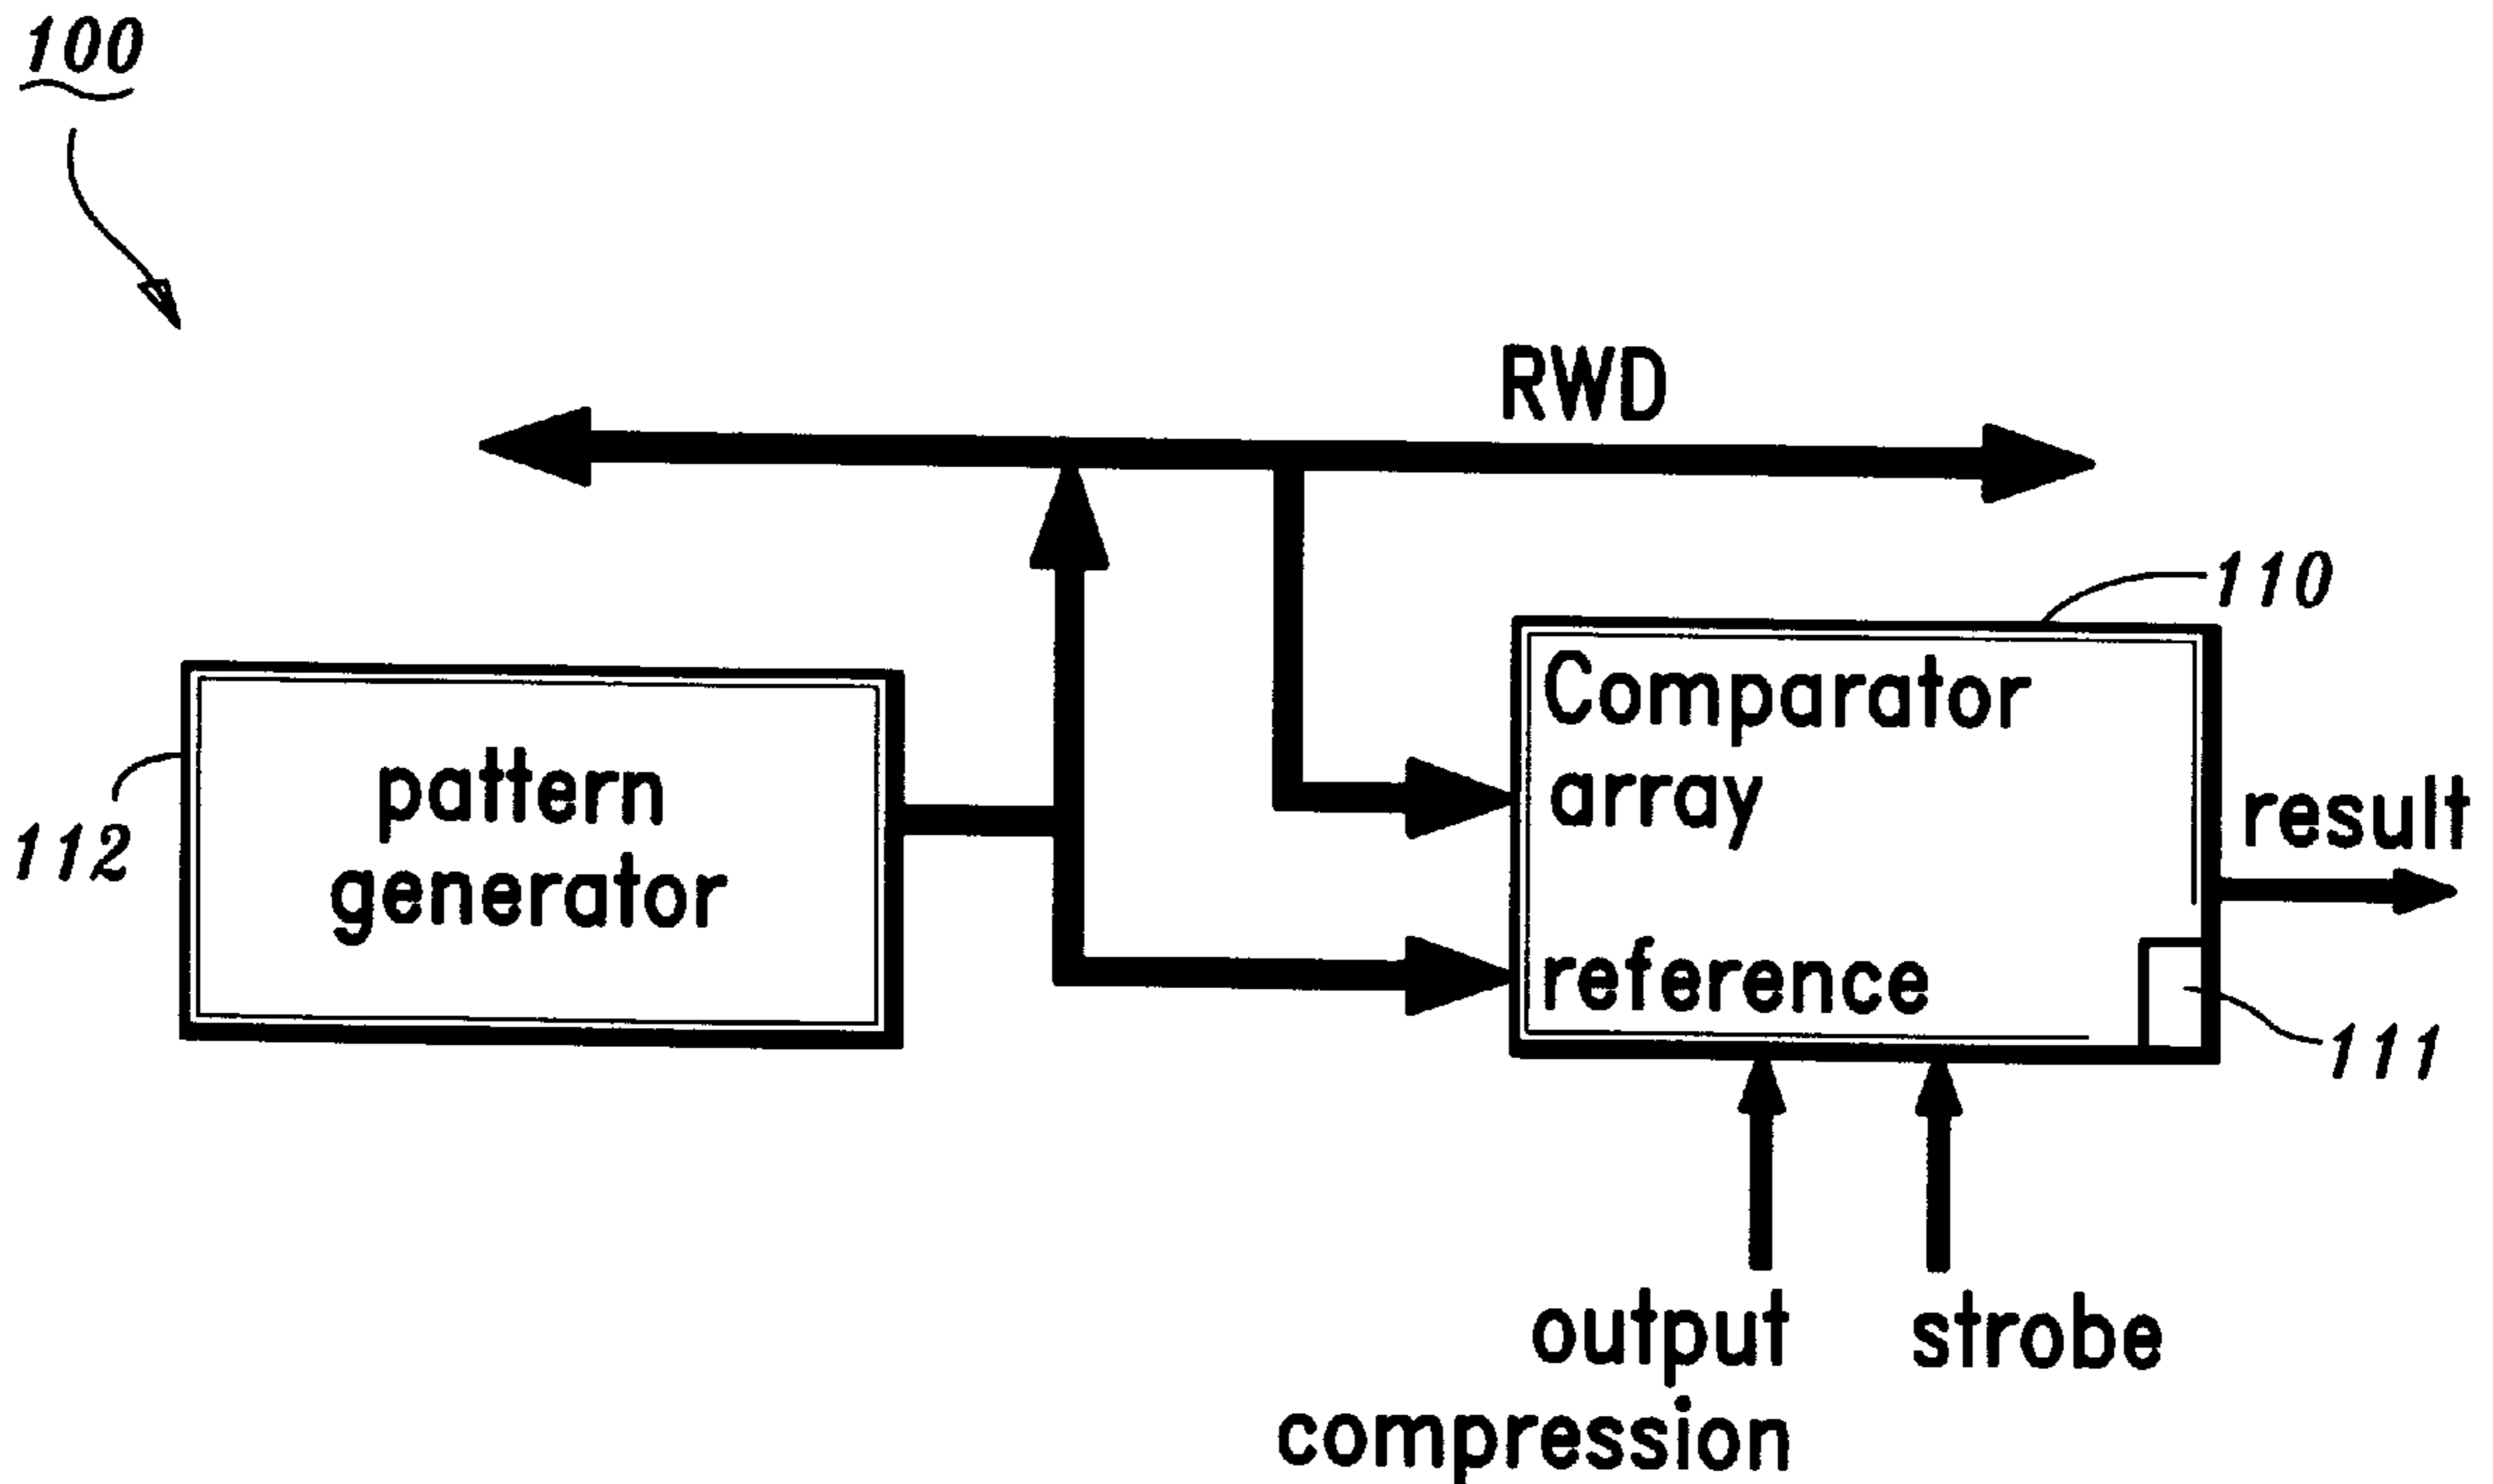 100
RWD
110
Comparator
array
pattern
generator
112
result
reference
111
output
compression
strobe